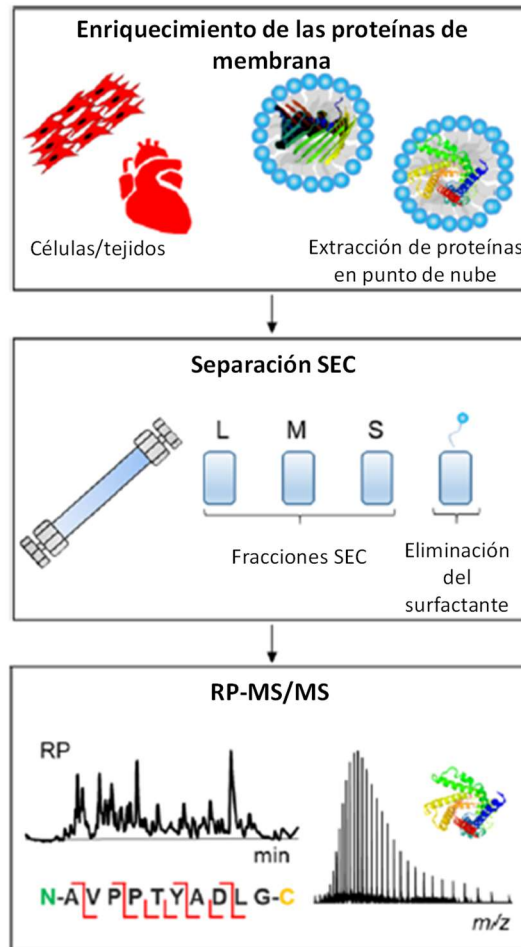 Enriquecimiento de las proteínas de
membrana
Células/tejidos
Extracción de proteínas
en punto de nube
Separación SEC
L M S
Fracciones SEC
Eliminación
del
surfactante
RP-MS/MS
RP
min
N-AVPPTYADLG-C
m/z